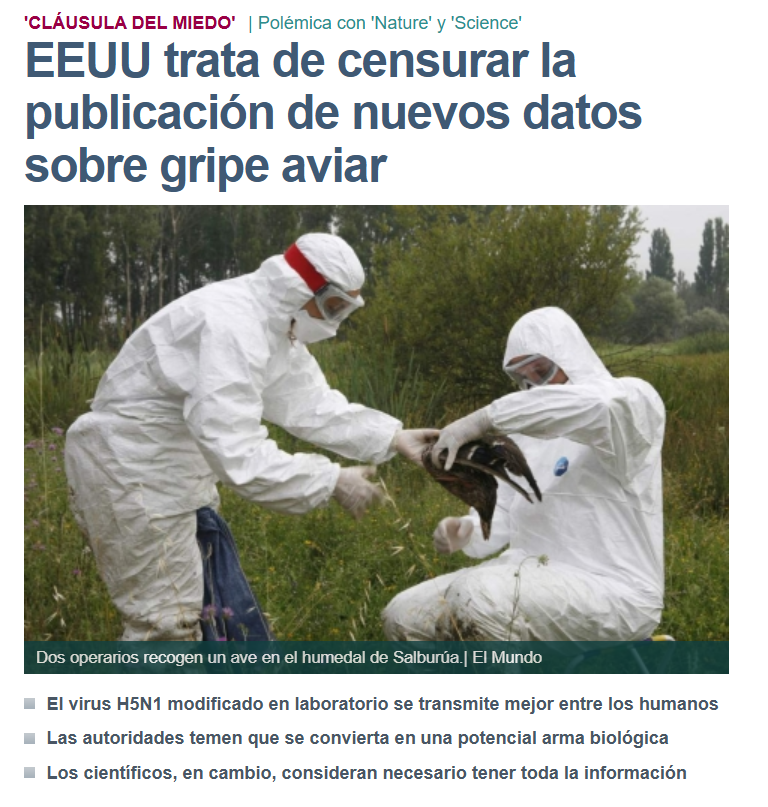 'CLÁUSULA DEL MIEDO' | Polémica con 'Nature' y 'Science'
EEUU trata de censurar la
publicación de nuevos datos
sobre gripe aviar
Dos operarios recogen un ave en el humedal de Salburúa.| El Mundo
El virus H5N1 modificado en laboratorio se transmite mejor entre los humanos
Las autoridades temen que se convierta en una potencial arma biológica
Los científicos, en cambio, consideran necesario tener toda la información